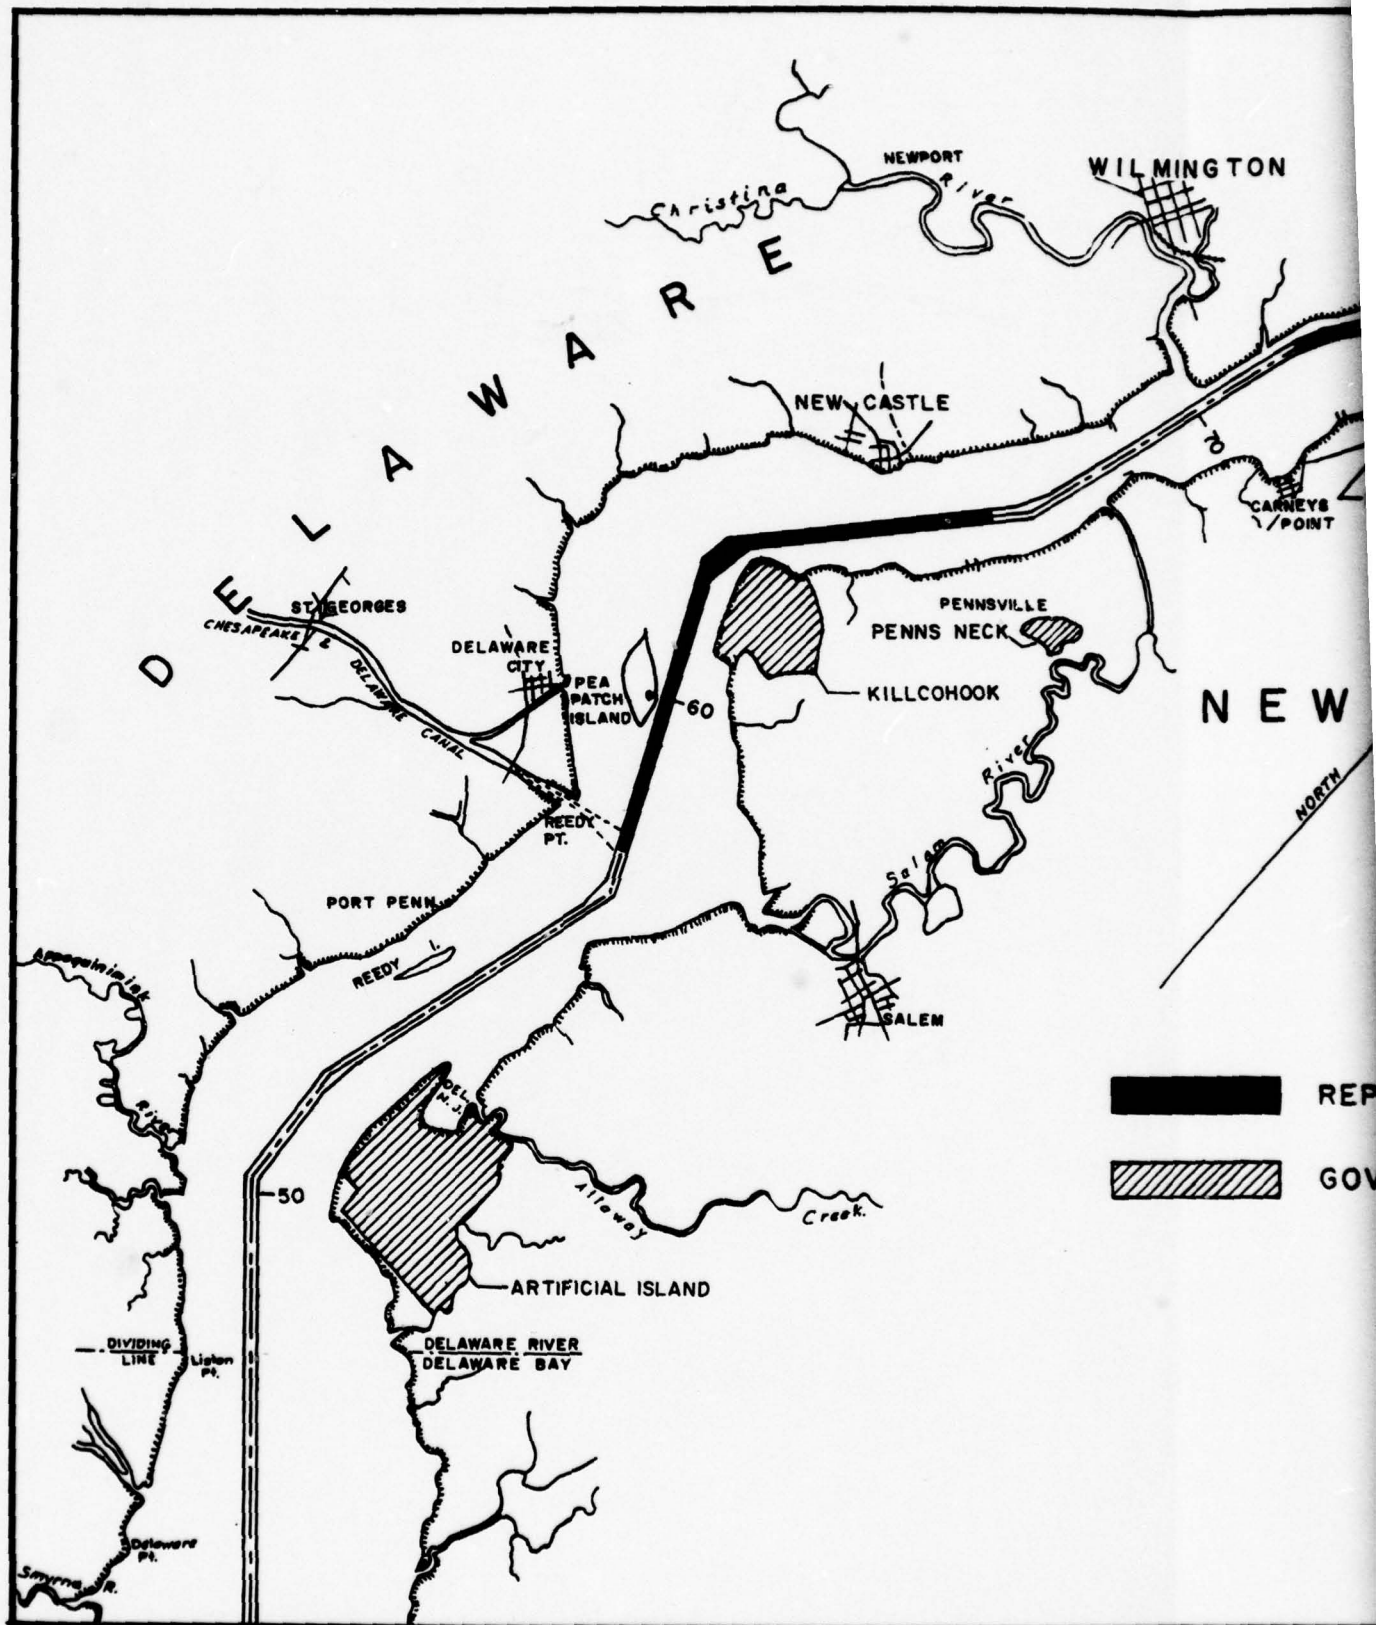 NEWPORT
WILMINGTON
Christina
River
DELAWARE
NEW CASTLE
70
CARNEYS
POINT
ST. GEORGES
CHESAPEAKE
&
DELAWARE
CANAL
DELAWARE
CITY
PEA
PATCH
ISLAND
60
PENNSVILLE
PENNS NECK
KILLCOHOOK
NEW
NORTH
River
Salem
REEDY
PT.
PORT PENN
REEDY I.
Appoquinimink
River
SALEM
DEL.
N.J.
REP
GOV
50
Alloway
Creek.
ARTIFICIAL ISLAND
DIVIDING
LINE
Liston
Pt.
DELAWARE RIVER
DELAWARE BAY
Delaware
Pt.
Smyrna R.